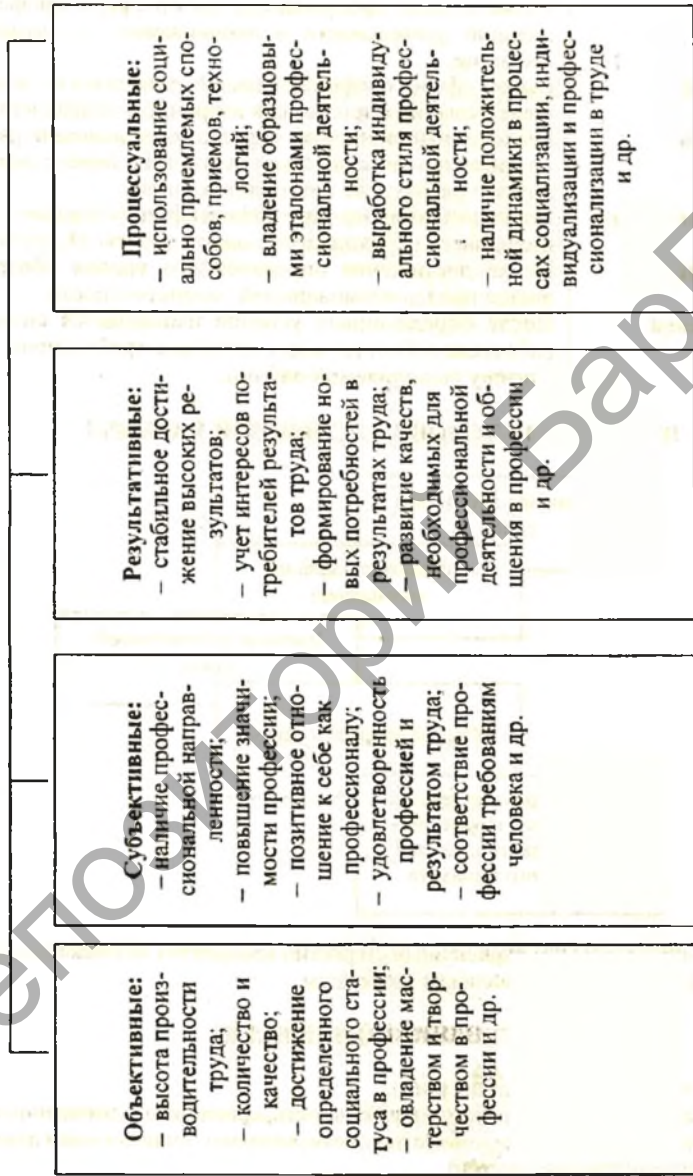 Объективные:
– высота произ-
водительности
труда;
– количество и
качество;
– достижение
определенного
социального ста-
туса в профессии;
– овладение мас-
терством и твор-
чеством в про-
фессии и др.
Субъективные:
– наличие профес-
сиональной направ-
ленности;
– повышение значи-
мости профессии;
– позитивное отно-
шение к себе как
профессионалу;
– удовлетворенность
профессией и
результатом труда;
– соответствие про-
фессии требованиям
человека и др.
Результативные:
– стабильное дости-
жение высоких ре-
зультатов;
– учет интересов по-
требителей результа-
тов труда;
– формирование но-
вых потребностей в
результатах труда;
– развитие качеств,
необходимых для
профессиональной
деятельности и об-
щения в профессии
и др.
Процессуальные:
– использование соци-
ально приемлемых спо-
собов, приемов, техно-
логий;
– владение образцовы-
ми эталонами профес-
сиональной деятель-
ности;
– выработка индивиду-
ального стиля профес-
сиональной деятель-
ности;
– наличие положитель-
ной динамики в процес-
сах социализации, инди-
видуализации и профес-
сионализации в труде
и др.